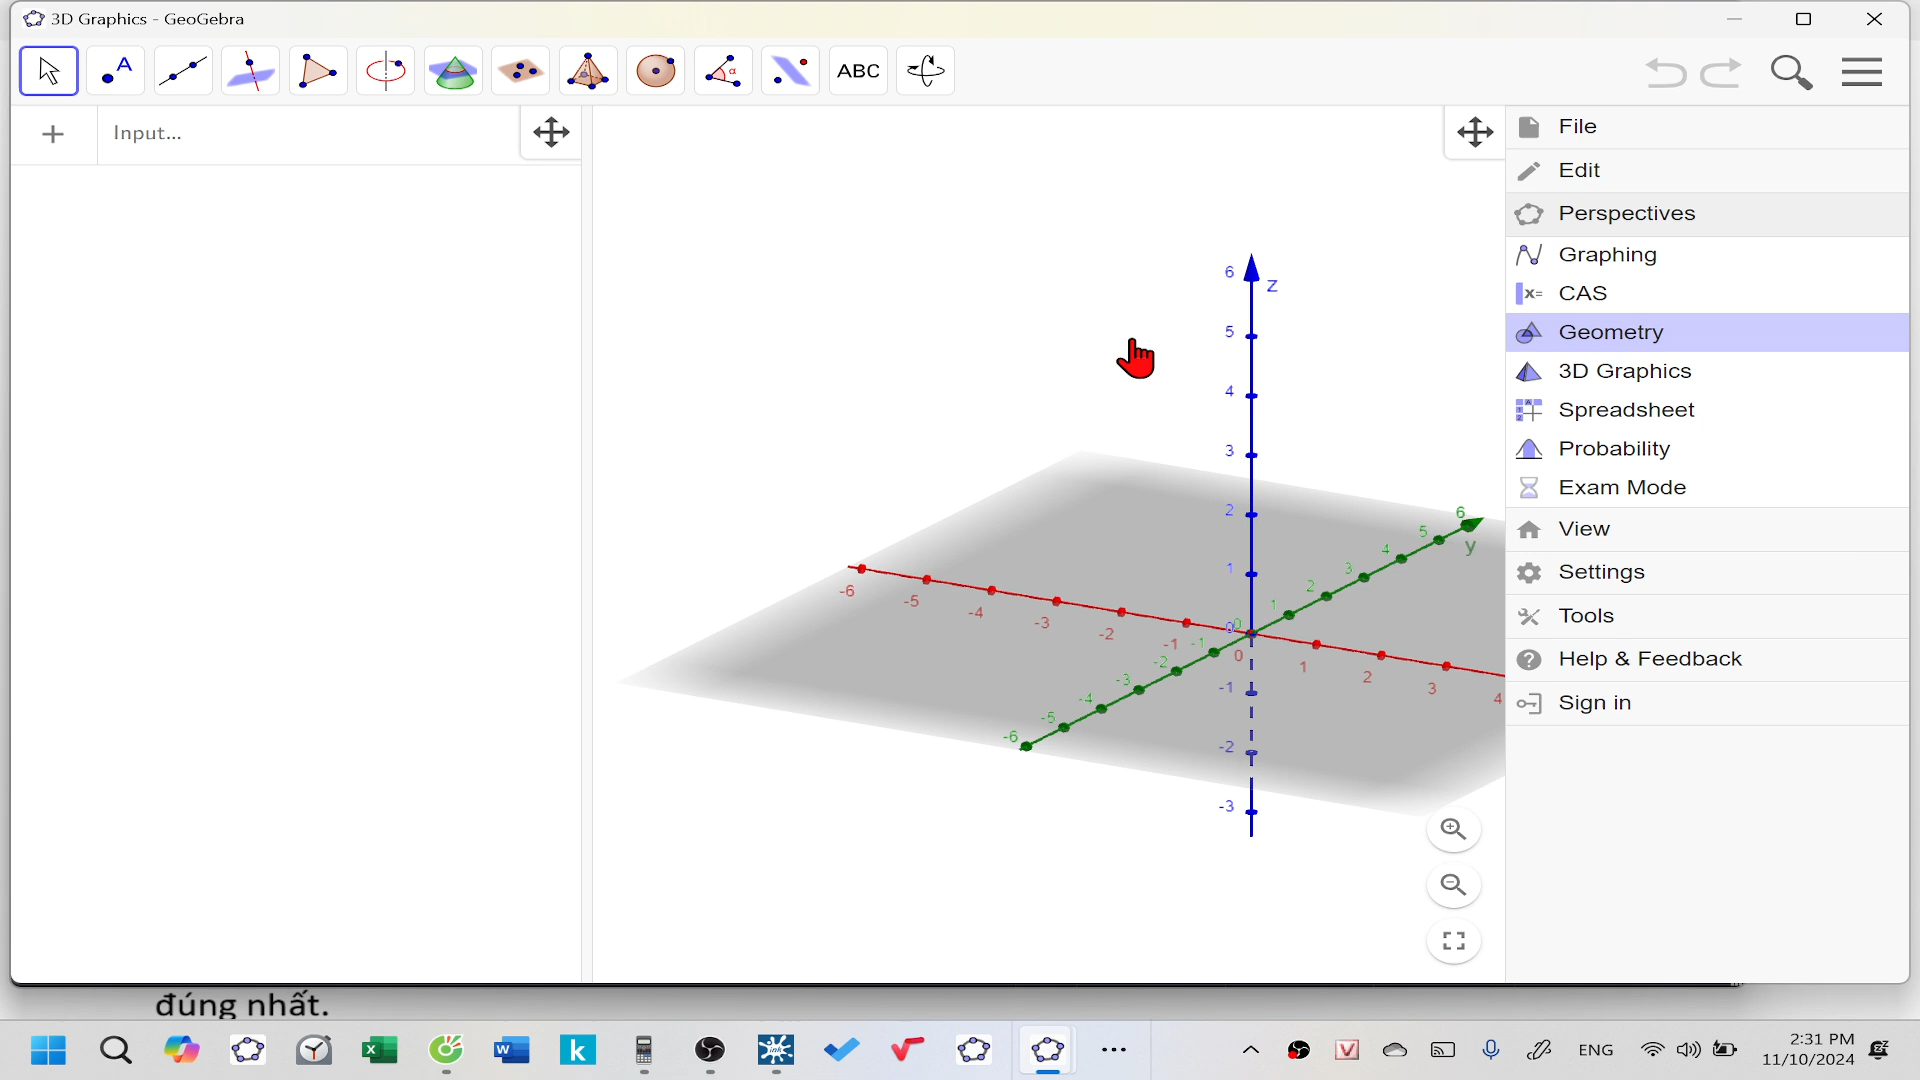 3D Graphics - GeoGebra
A
α
ABC
Input...
File
Edit
Perspectives
Graphing
CAS
Geometry
3D Graphics
Spreadsheet
Probability
Exam Mode
View
Settings
Tools
Help & Feedback
Sign in
6
z
5
4
3
2
1
0
-1
-2
-3
6
y
5
4
3
2
1
0
-1
-2
-3
-4
-5
-6
-6
-5
-4
-3
-2
-1
0
1
2
3
4
đúng nhất.
ENG
2:31 PM
11/10/2024